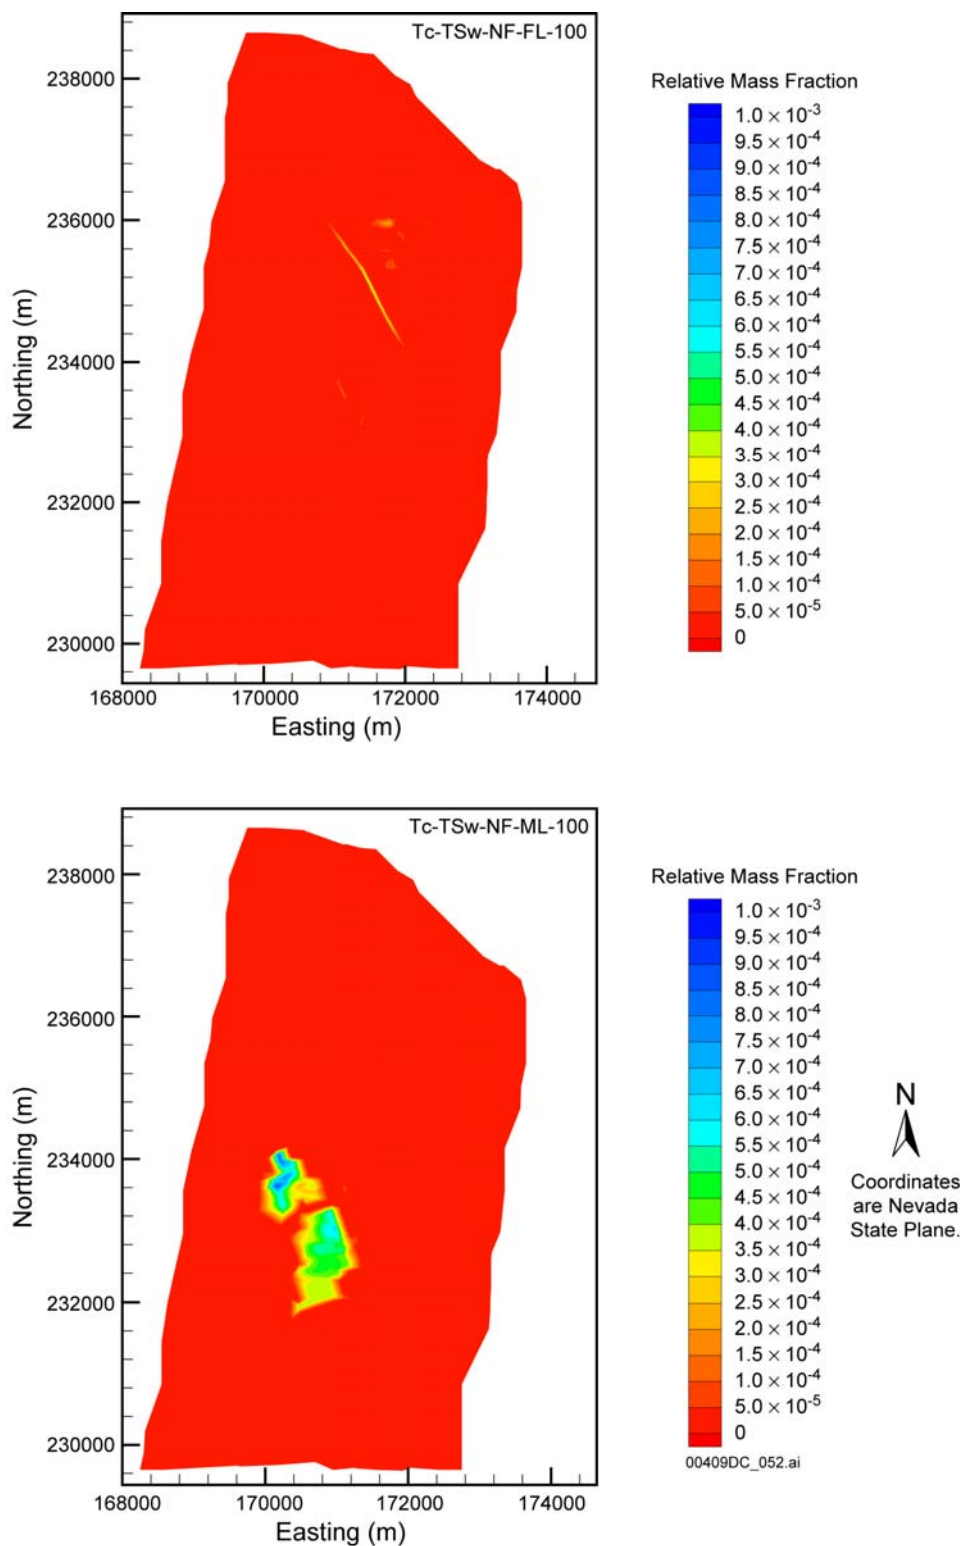 Tc-TSw-NF-FL-100
238000
236000
234000
232000
230000
Northing (m)
168000 170000 172000 174000
Easting (m)
Relative Mass Fraction
1.0 × 10⁻³
9.5 × 10⁻⁴
9.0 × 10⁻⁴
8.5 × 10⁻⁴
8.0 × 10⁻⁴
7.5 × 10⁻⁴
7.0 × 10⁻⁴
6.5 × 10⁻⁴
6.0 × 10⁻⁴
5.5 × 10⁻⁴
5.0 × 10⁻⁴
4.5 × 10⁻⁴
4.0 × 10⁻⁴
3.5 × 10⁻⁴
3.0 × 10⁻⁴
2.5 × 10⁻⁴
2.0 × 10⁻⁴
1.5 × 10⁻⁴
1.0 × 10⁻⁴
5.0 × 10⁻⁵
0
Tc-TSw-NF-ML-100
238000
236000
234000
232000
230000
Northing (m)
168000 170000 172000 174000
Easting (m)
Relative Mass Fraction
1.0 × 10⁻³
9.5 × 10⁻⁴
9.0 × 10⁻⁴
8.5 × 10⁻⁴
8.0 × 10⁻⁴
7.5 × 10⁻⁴
7.0 × 10⁻⁴
6.5 × 10⁻⁴
6.0 × 10⁻⁴
5.5 × 10⁻⁴
5.0 × 10⁻⁴
4.5 × 10⁻⁴
4.0 × 10⁻⁴
3.5 × 10⁻⁴
3.0 × 10⁻⁴
2.5 × 10⁻⁴
2.0 × 10⁻⁴
1.5 × 10⁻⁴
1.0 × 10⁻⁴
5.0 × 10⁻⁵
0
00409DC_052.ai
N
Coordinates
are Nevada
State Plane.